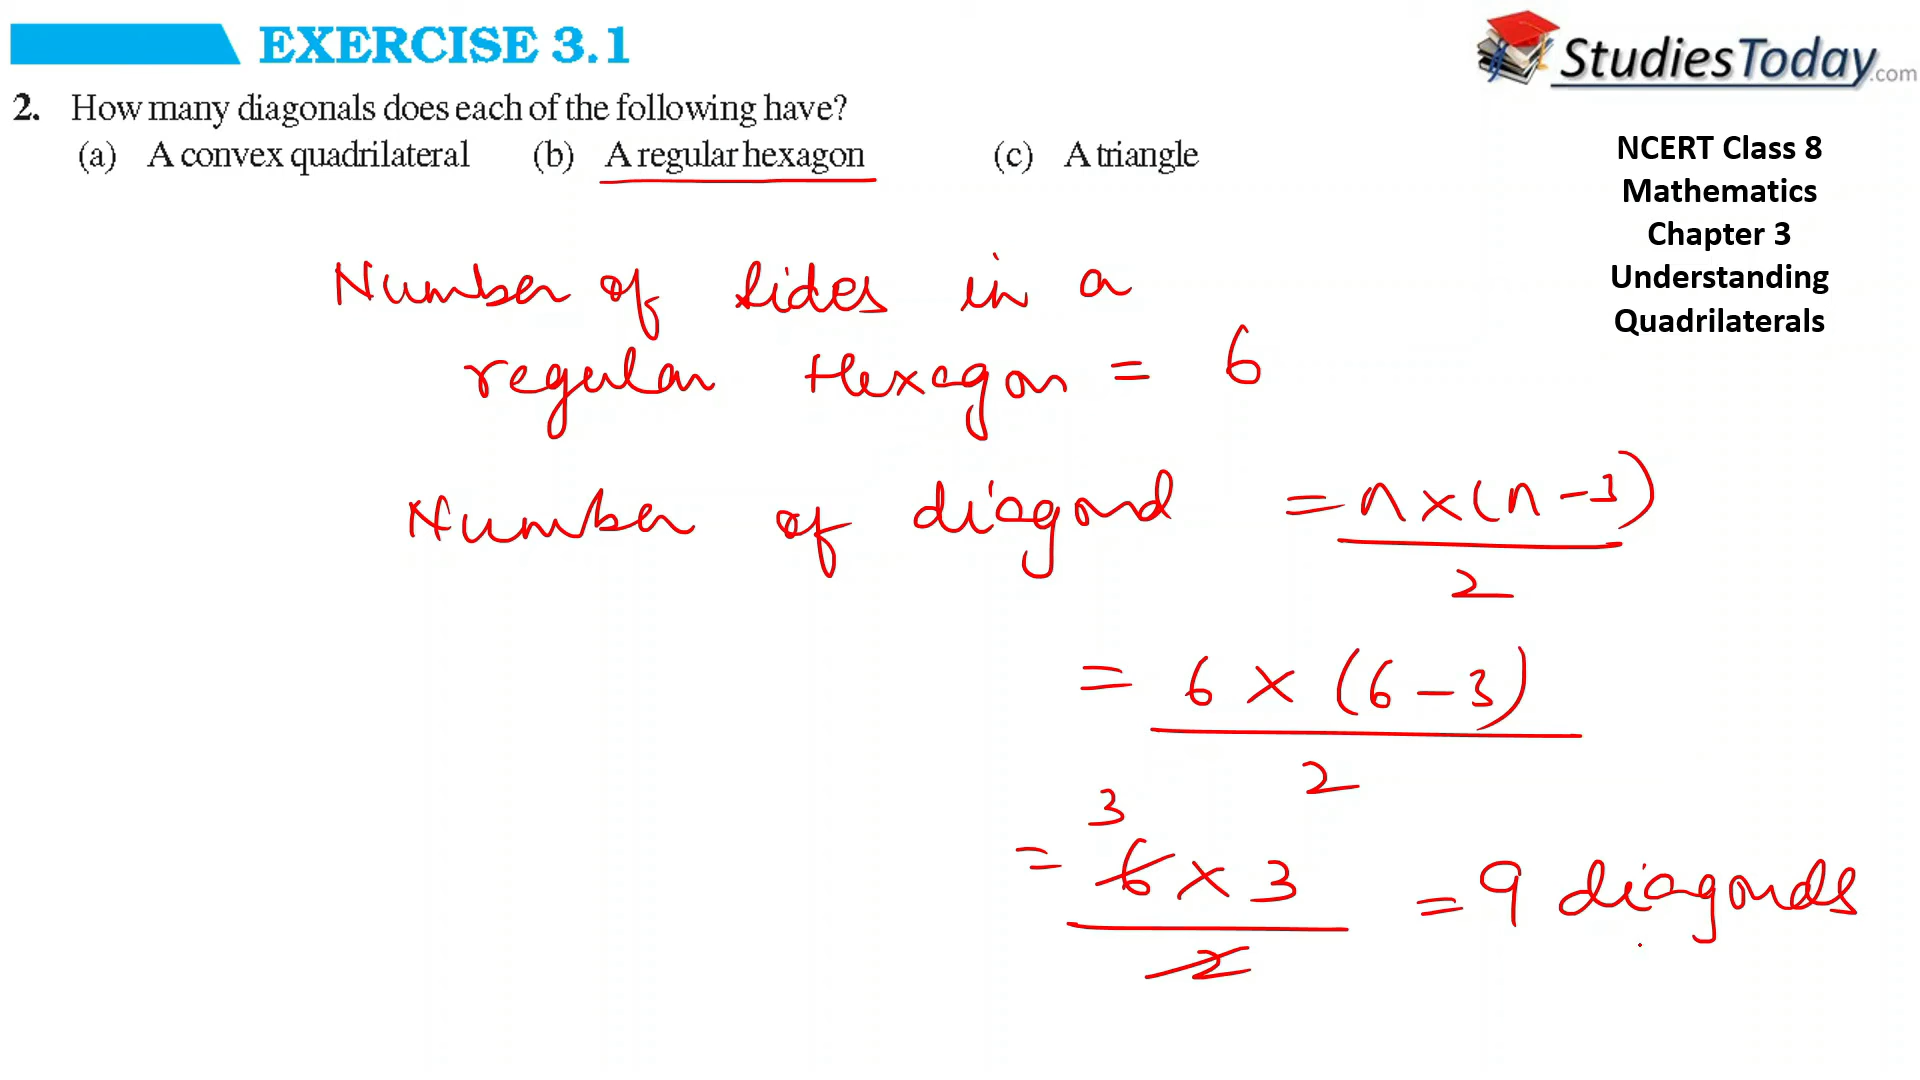 EXERCISE 3.1
StudiesToday.com
2. How many diagonals does each of the following have?
(a) A convex quadrilateral (b) A regular hexagon (c) A triangle
NCERT Class 8
Mathematics
Chapter 3
Understanding
Quadrilaterals
Number of sides in a
regular Hexagon = 6
Number of diagonal = n×(n-3)
2
= 6 × (6-3)
2
3
= 6 × 3 = 9 diagonals
2